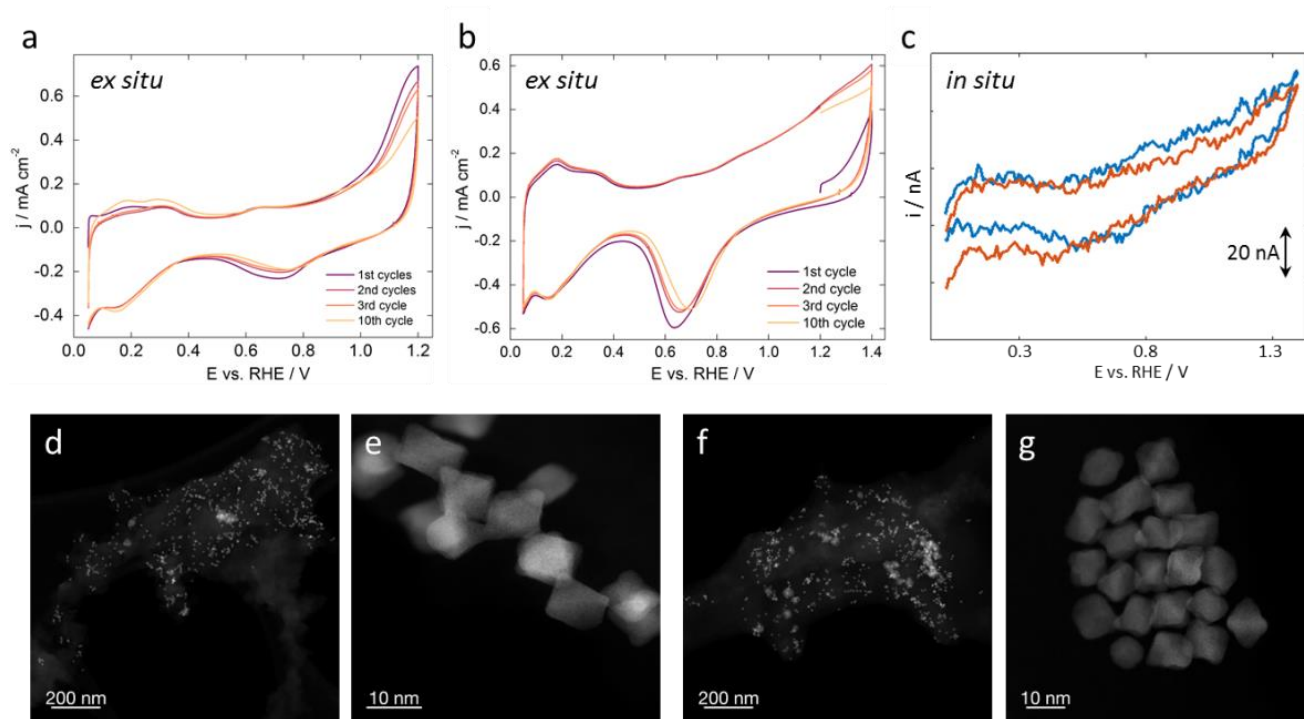 a
ex situ
j / mA cm⁻²
0.6
0.4
0.2
0.0
-0.2
-0.4
1st cycles
2nd cycles
3rd cycle
10th cycle
0.0 0.2 0.4 0.6 0.8 1.0 1.2
E vs. RHE / V
b
ex situ
j / mA cm⁻²
0.6
0.4
0.2
0.0
-0.2
-0.4
-0.6
1st cycle
2nd cycle
3rd cycle
10th cycle
0.0 0.2 0.4 0.6 0.8 1.0 1.2 1.4
E vs. RHE / V
c
in situ
i / nA
20 nA
0.3 0.8 1.3
E vs. RHE / V
d
200 nm
e
10 nm
f
200 nm
g
10 nm